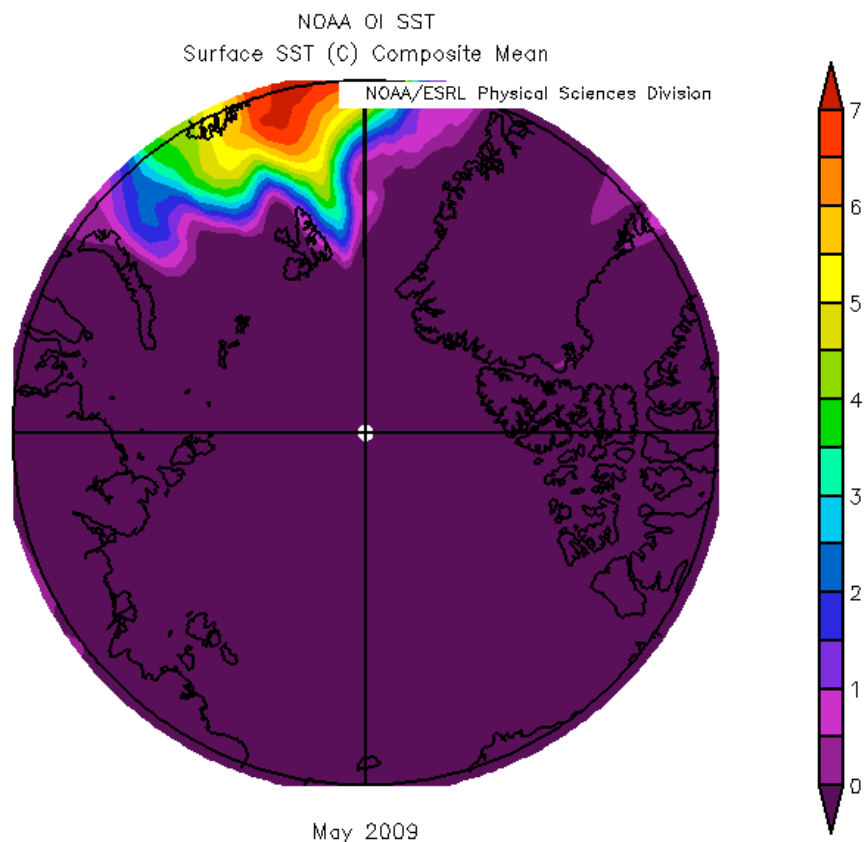 NOAA OI SST
Surface SST (C) Composite Mean
NOAA/ESRL Physical Sciences Division
7
6
5
4
3
2
1
0
May 2009